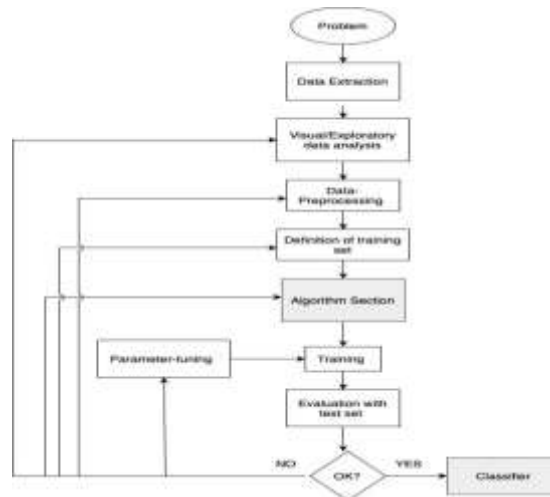 Problem
Data Extraction
Visual/Exploratory
data analysis
Data-
Preprocessing
Definition of training
set
Algorithm Section
Parameter-tuning
Training
Evaluation with
test set
NO
OK?
YES
Classifier